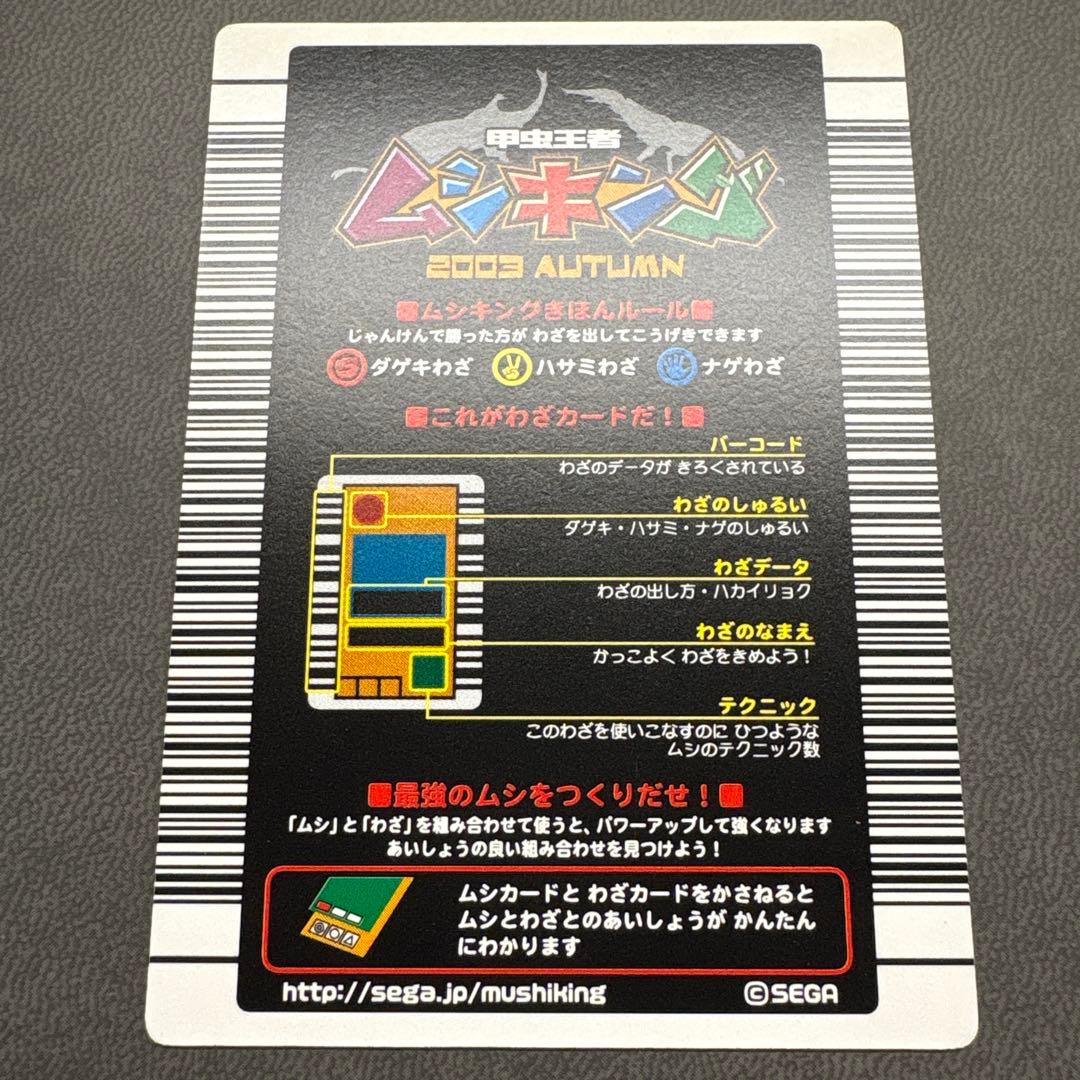 甲虫王者
ムシキング
2003 AUTUMN
ムシキングきほんルール
じゃんけんで勝った方が わざを出してこうげきできます
ダゲキわざ ハサミわざ ナゲわざ
これがわざカードだ!
バーコード
わざのデータが きろくされている
わざのしゅるい
ダゲキ・ハサミ・ナゲのしゅるい
わざデータ
わざの出し方・ハカイリョク
わざのなまえ
かっこよく わざをきめよう!
テクニック
このわざを使いこなすのに ひつような
ムシのテクニック数
最強のムシをつくりだせ!
「ムシ」と「わざ」を組み合わせて使うと、パワーアップして強くなります
あいしょうの良い組み合わせを見つけよう!
ムシカードと わざカードをかさねると
ムシとわざとのあいしょうが かんたん
にわかります
http://sega.jp/mushiking
©SEGA